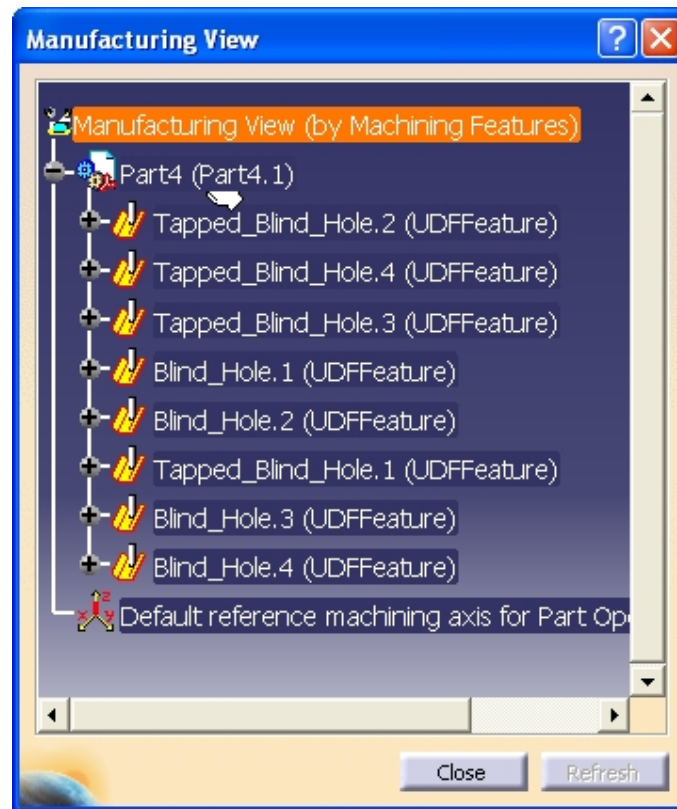 Manufacturing View
Manufacturing View (by Machining Features)
Part4 (Part4.1)
Tapped_Blind_Hole.2 (UDFFeature)
Tapped_Blind_Hole.4 (UDFFeature)
Tapped_Blind_Hole.3 (UDFFeature)
Blind_Hole.1 (UDFFeature)
Blind_Hole.2 (UDFFeature)
Tapped_Blind_Hole.1 (UDFFeature)
Blind_Hole.3 (UDFFeature)
Blind_Hole.4 (UDFFeature)
Default reference machining axis for Part Ope
Close Refresh